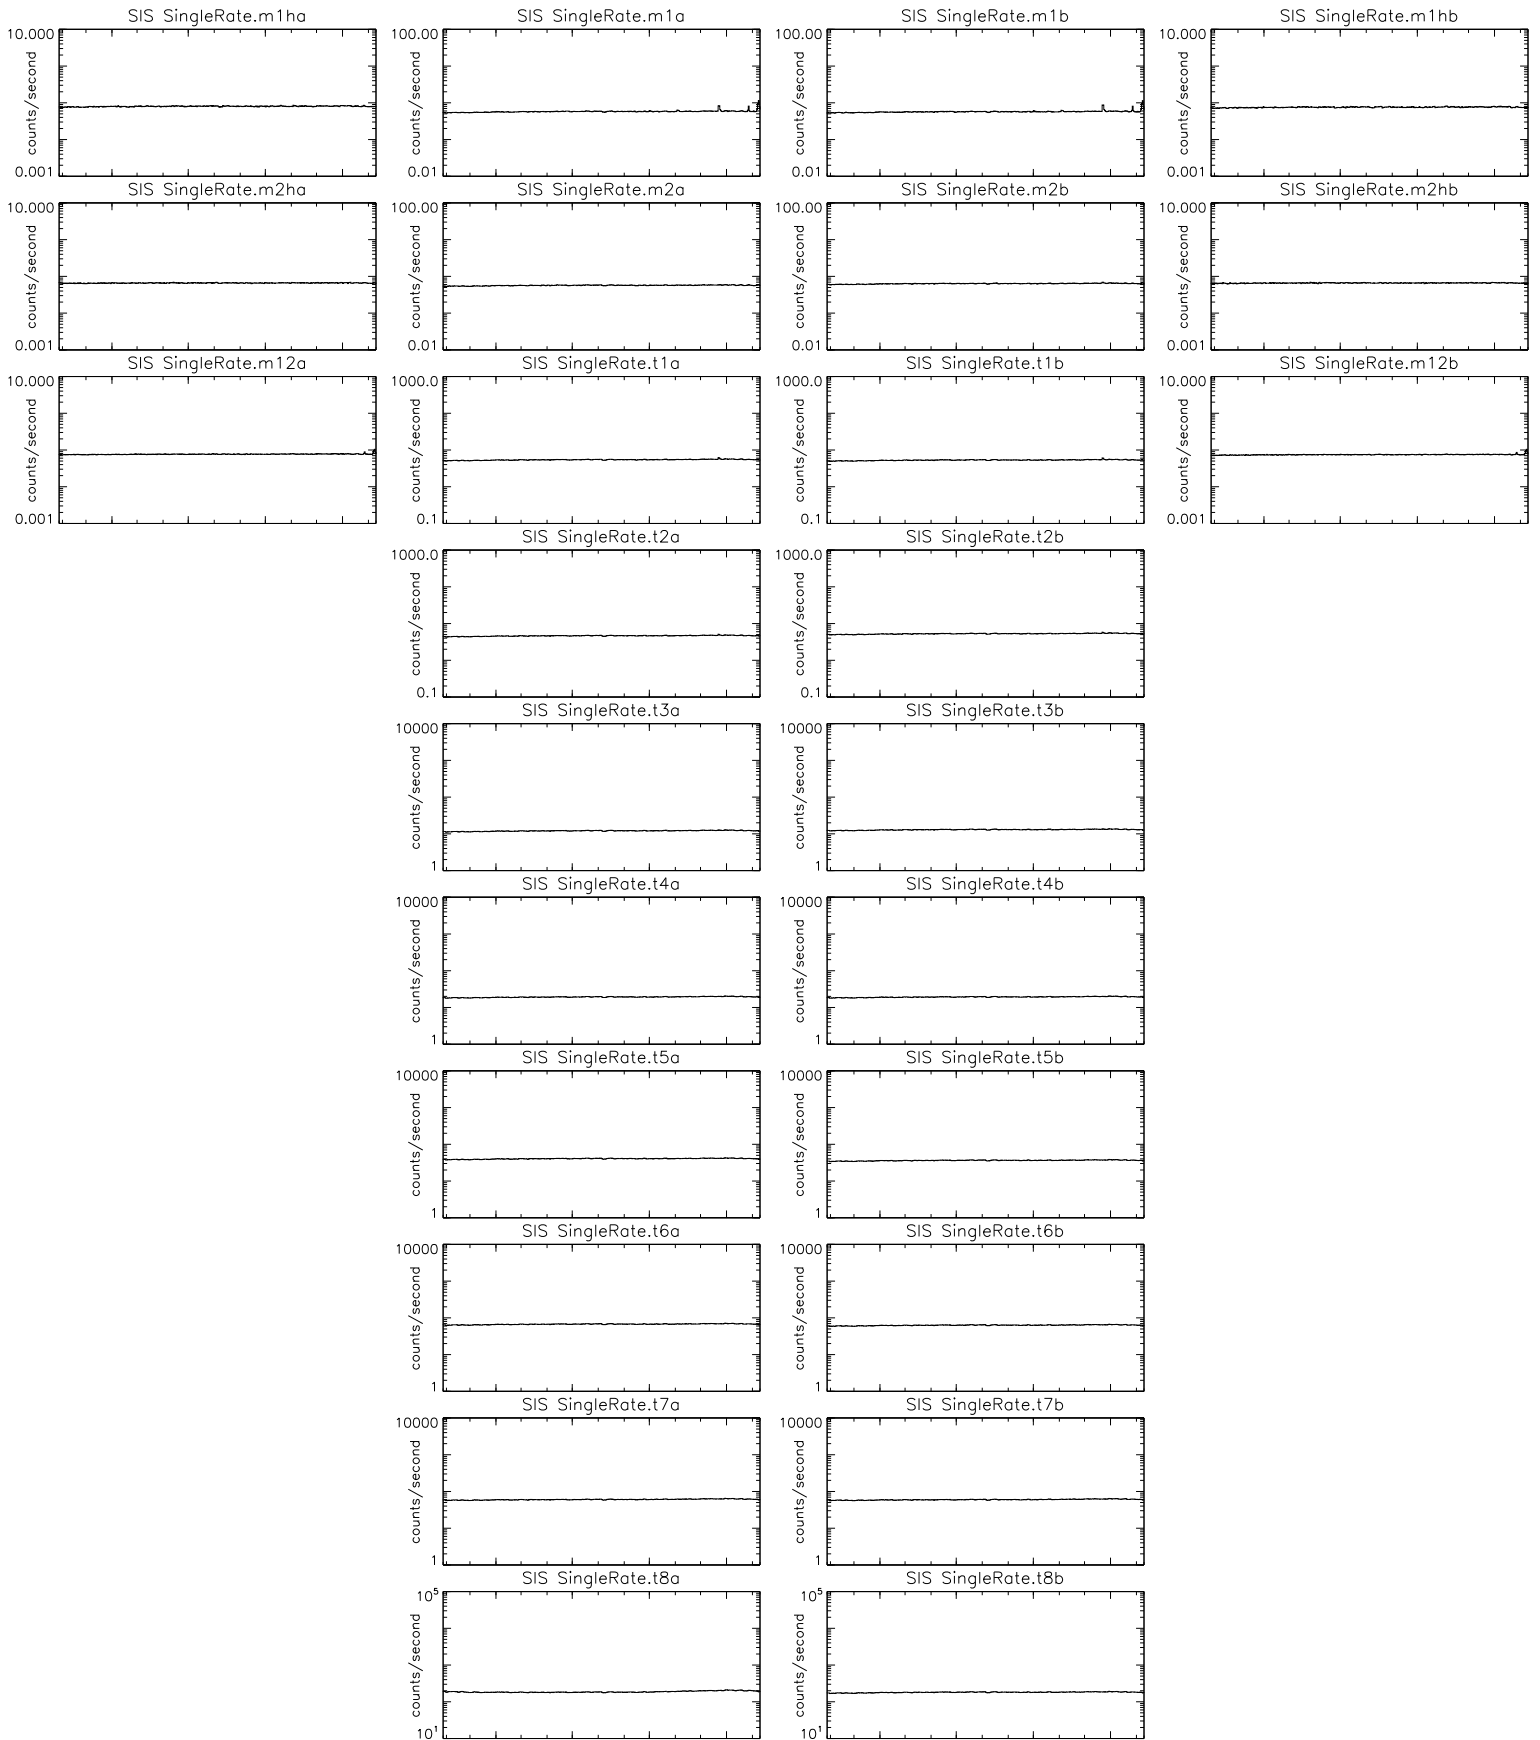 SIS SingleRate.m1ha
10.000
counts/second
0.001
SIS SingleRate.m1a
100.00
counts/second
0.01
SIS SingleRate.m1b
100.00
counts/second
0.01
SIS SingleRate.m1hb
10.000
counts/second
0.001
SIS SingleRate.m2ha
10.000
counts/second
0.001
SIS SingleRate.m2a
100.00
counts/second
0.01
SIS SingleRate.m2b
100.00
counts/second
0.01
SIS SingleRate.m2hb
10.000
counts/second
0.001
SIS SingleRate.m12a
10.000
counts/second
0.001
SIS SingleRate.t1a
1000.0
counts/second
0.1
SIS SingleRate.t1b
1000.0
counts/second
0.1
SIS SingleRate.m12b
10.000
counts/second
0.001
SIS SingleRate.t2a
1000.0
counts/second
0.1
SIS SingleRate.t2b
1000.0
counts/second
0.1
SIS SingleRate.t3a
10000
counts/second
1
SIS SingleRate.t3b
10000
counts/second
1
SIS SingleRate.t4a
10000
counts/second
1
SIS SingleRate.t4b
10000
counts/second
1
SIS SingleRate.t5a
10000
counts/second
1
SIS SingleRate.t5b
10000
counts/second
1
SIS SingleRate.t6a
10000
counts/second
1
SIS SingleRate.t6b
10000
counts/second
1
SIS SingleRate.t7a
10000
counts/second
1
SIS SingleRate.t7b
10000
counts/second
1
SIS SingleRate.t8a
10⁵
counts/second
10¹
SIS SingleRate.t8b
10⁵
counts/second
10¹